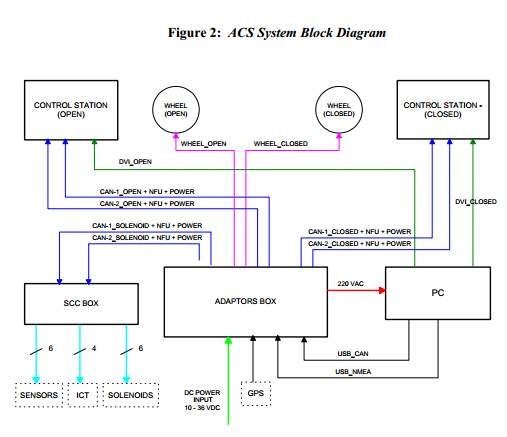 Figure 2: ACS System Block Diagram
CONTROL STATION
(OPEN)
WHEEL
(OPEN)
WHEEL
(CLOSED)
CONTROL STATION -
(CLOSED)
WHEEL_OPEN
WHEEL_CLOSED
DVI_OPEN
CAN-1_OPEN + NFU + POWER
CAN-2_OPEN + NFU + POWER
DVI_CLOSED
CAN-1_SOLENOID + NFU + POWER
CAN-2_SOLENOID + NFU + POWER
CAN-1_CLOSED + NFU + POWER
CAN-2_CLOSED + NFU + POWER
SCC BOX
ADAPTORS BOX
220 VAC
PC
6
4
6
USB_CAN
USB_NMEA
SENSORS
ICT
SOLENOIDS
DC POWER
INPUT
10 - 36 VDC
GPS